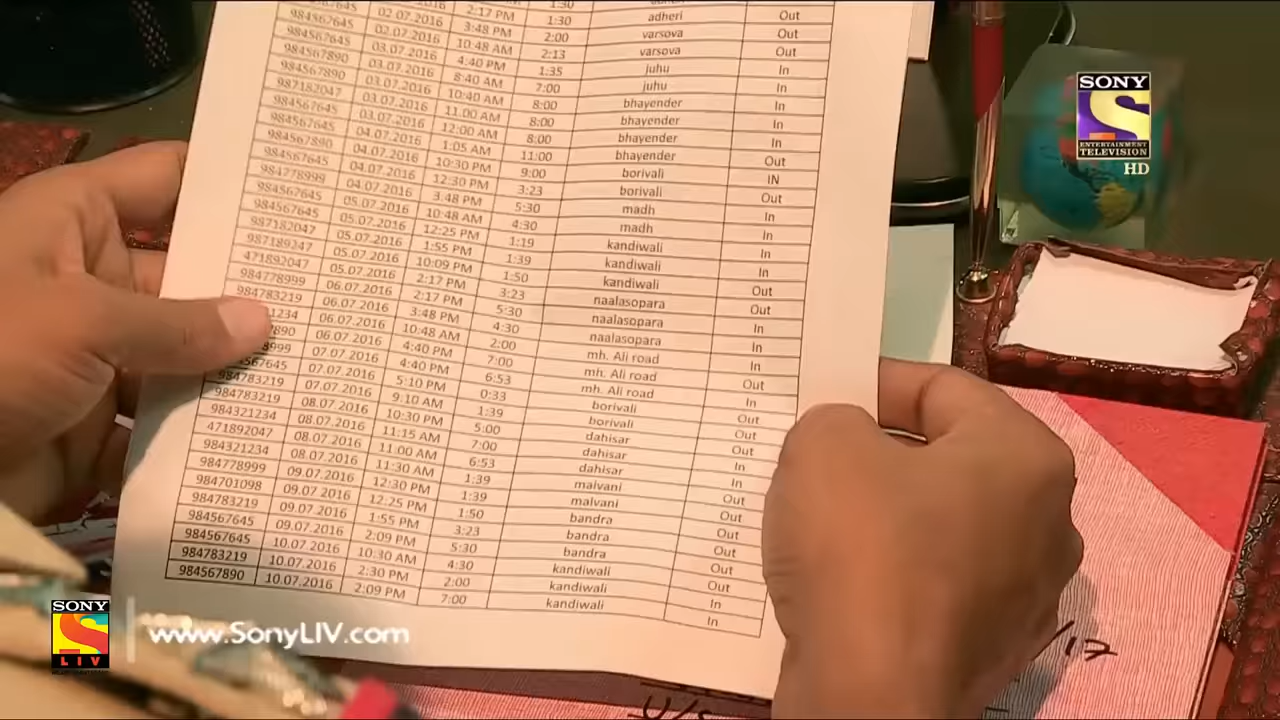 67645 2:17 PM 1:30
984567645 02.07.2016 3:48 PM 1:30 adheri Out
984567645 02.07.2016 10:48 AM 2:00 varsova Out
984567645 03.07.2016 4:40 PM 2:13 varsova Out
984567890 03.07.2016 8:40 AM 1:35 juhu In
987182047 03.07.2016 10:40 AM 7:00 juhu In
984567645 03.07.2016 11:00 AM 8:00 bhayender In
984567645 03.07.2016 12:00 AM 8:00 bhayender In
984567890 04.07.2016 1:05 AM 8:00 bhayender In
984567645 04.07.2016 10:30 PM 11:00 bhayender Out
984778999 04.07.2016 12:30 PM 9:00 borivali IN
984567645 05.07.2016 3.48 PM 3:23 borivali Out
984567645 05.07.2016 10:48 AM 5:30 madh In
987182047 05.07.2016 12:25 PM 4:30 madh In
987189247 05.07.2016 1:55 PM 1:19 kandiwali In
471892047 05.07.2016 10:09 PM 1:39 kandiwali In
984778999 06.07.2016 2:17 PM 1:50 kandiwali Out
984783219 06.07.2016 2:17 PM 3:23 naalasopara Out
1234 06.07.2016 3:48 PM 5:30 naalasopara In
890 06.07.2016 10:48 AM 4:30 naalasopara In
8999 07.07.2016 4:40 PM 2:00 mh. Ali road In
567645 07.07.2016 4:40 PM 7:00 mh. Ali road Out
984783219 07.07.2016 5:10 PM 6:53 mh. Ali road In
984783219 08.07.2016 9:10 AM 0:33 borivali Out
984321234 08.07.2016 10:30 PM 1:39 borivali Out
471892047 08.07.2016 11:15 AM 5:00 dahisar Out
984321234 08.07.2016 11:00 AM 7:00 dahisar In
984778999 09.07.2016 11:30 AM 6:53 dahisar Out
984701098 09.07.2016 12:30 PM 1:39 malvani Out
984783219 09.07.2016 12:25 PM 1:39 malvani Out
984567645 09.07.2016 1:55 PM 1:50 bandra Out
984567645 10.07.2016 2:09 PM 3:23 bandra Out
984783219 10.07.2016 10:30 AM 5:30 bandra Out
984567890 10.07.2016 2:30 PM 4:30 kandiwali Out
2:09 PM 2:00 kandiwali In
7:00 kandiwali In
SONY
S
ENTERTAINMENT
TELEVISION
HD
SONY
S
LIV
www.SonyLIV.com
/12
U/S